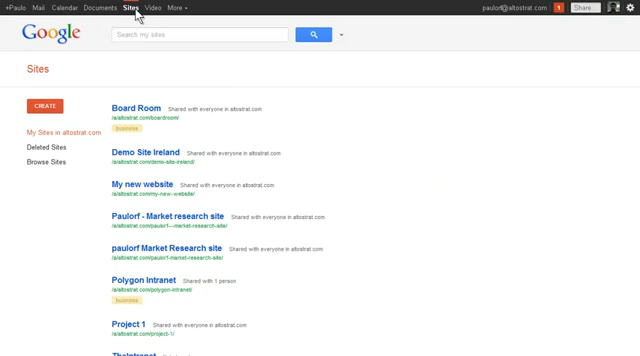 +Paulo Mail Calendar Documents Sites Video More paulorf@altostrat.com 1 Share...
Google
Search my sites
Sites
CREATE
My Sites in altostrat.com
Deleted Sites
Browse Sites
Board Room Shared with everyone in altostrat.com
/a/altostrat.com/boardroom/
business
Demo Site Ireland Shared with everyone in altostrat.com
/a/altostrat.com/demo-site-ireland/
My new website Shared with everyone in altostrat.com
/a/altostrat.com/my-new-website/
Paulorf - Market research site Shared with everyone in altostrat.com
/a/altostrat.com/paulorf---market-research-site/
paulorf Market Research site Shared with everyone in altostrat.com
/a/altostrat.com/paulorf-market-research-site/
Polygon Intranet Shared with 1 person
/a/altostrat.com/polygon-intranet/
business
Project 1 Shared with everyone in altostrat.com
/a/altostrat.com/project-1/